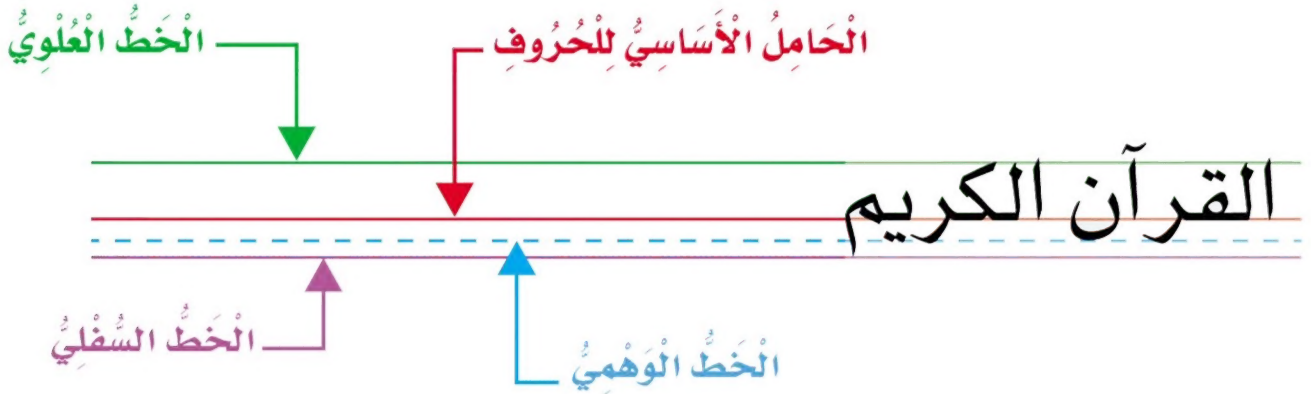 الْحَامِلُ الْأَسَاسِيُّ لِلْحُرُوفِ
الْخَطُّ الْعُلْوِيُّ
القرآن الكريم
الْخَطُّ السُّفْلِيُّ
الْخَطُّ الْوَهْمِيُّ